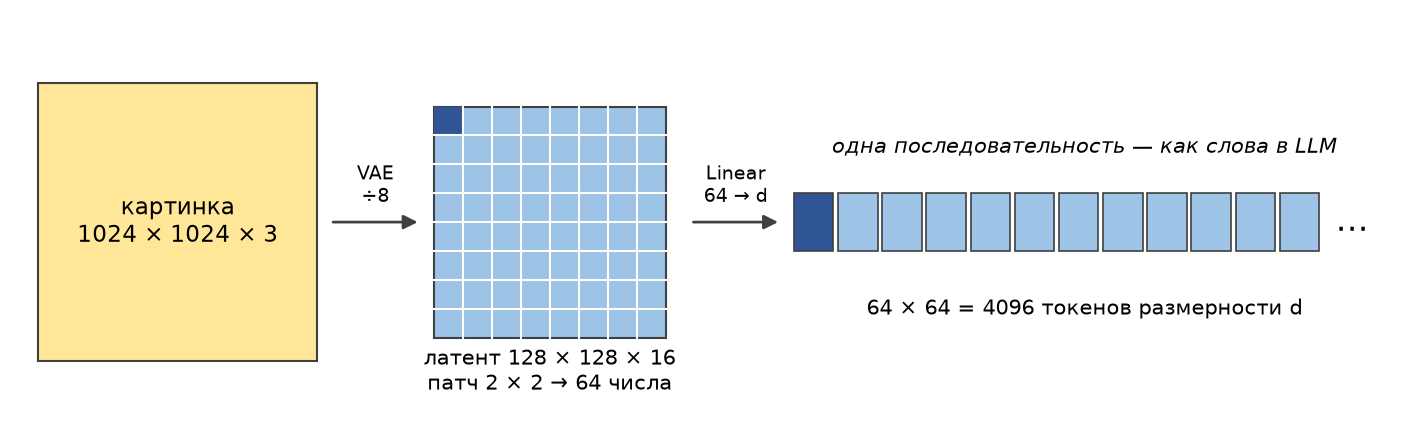 картинка
1024 × 1024 × 3
VAE
÷8
латент 128 × 128 × 16
патч 2 × 2 → 64 числа
Linear
64 → d
одна последовательность — как слова в LLM
...
64 × 64 = 4096 токенов размерности d